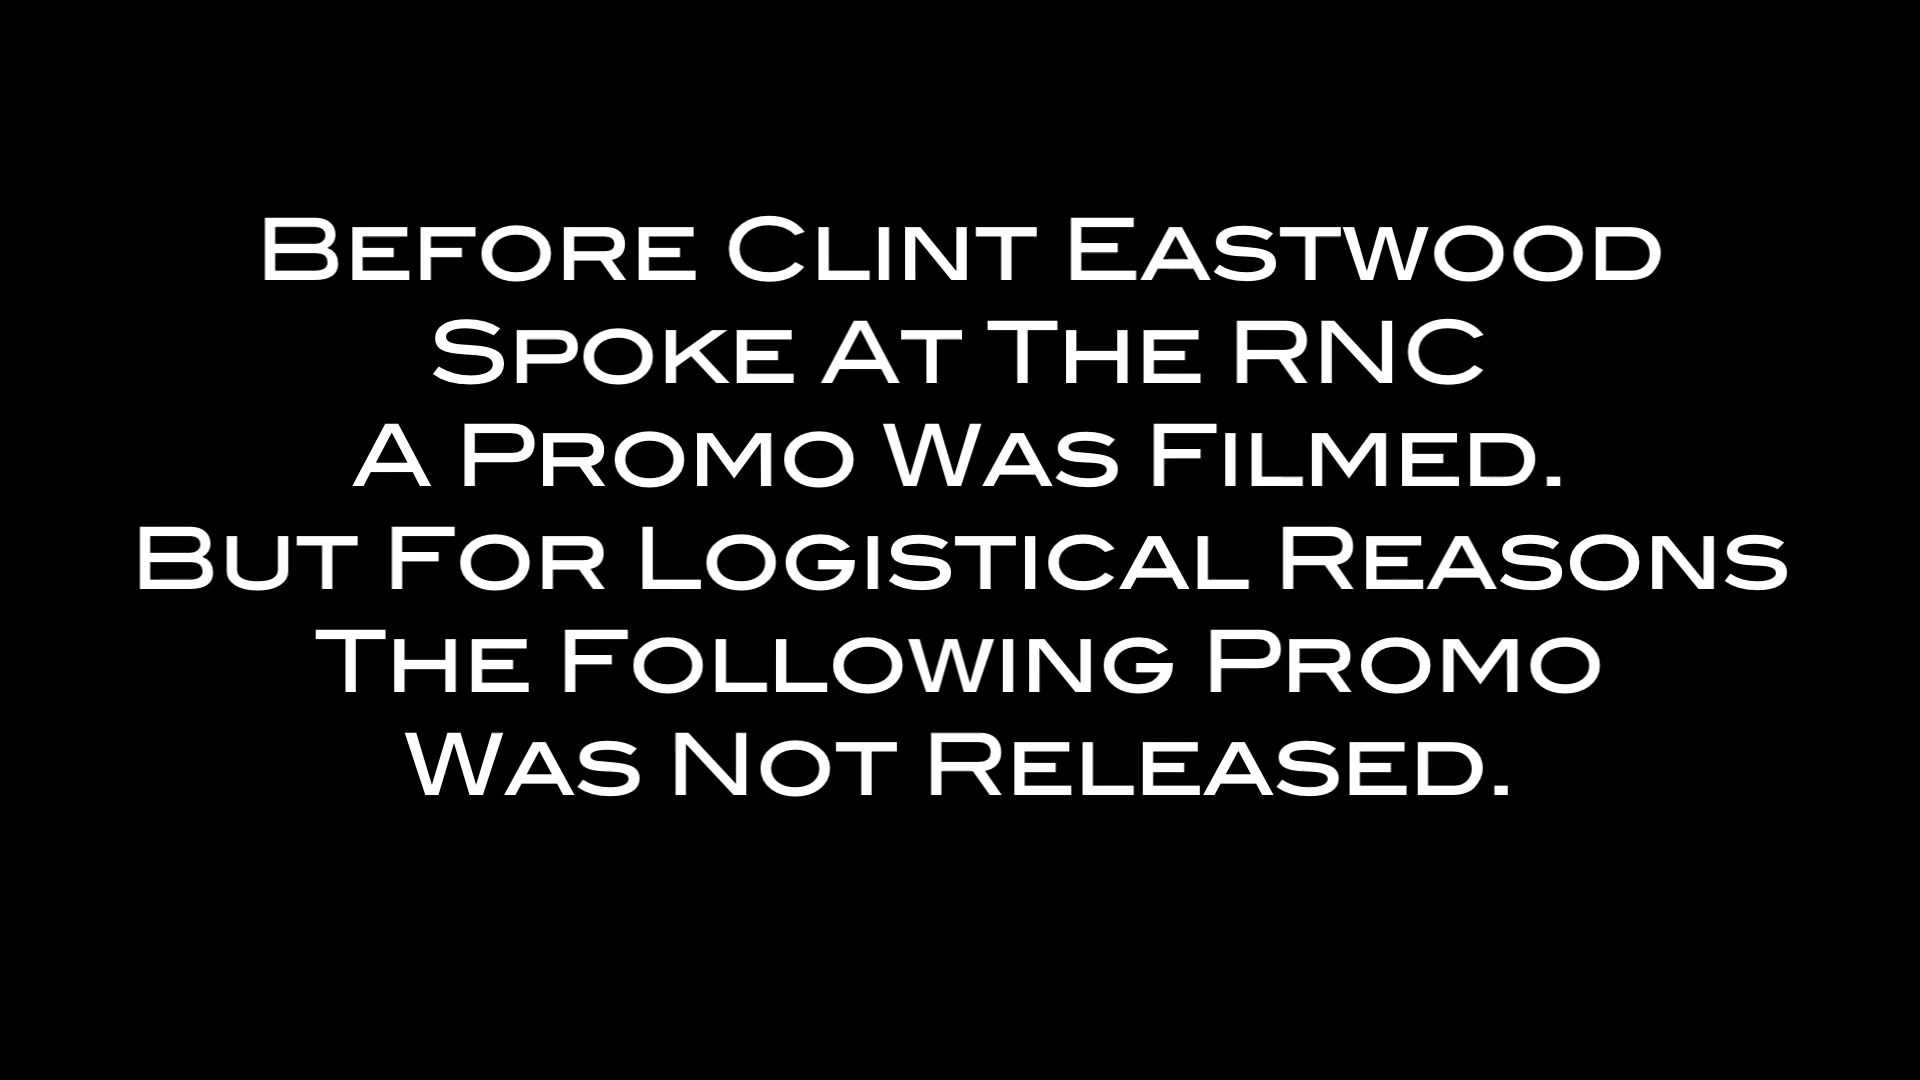 Before Clint Eastwood
Spoke At The RNC
A Promo Was Filmed.
But For Logistical Reasons
The Following Promo
Was Not Released.